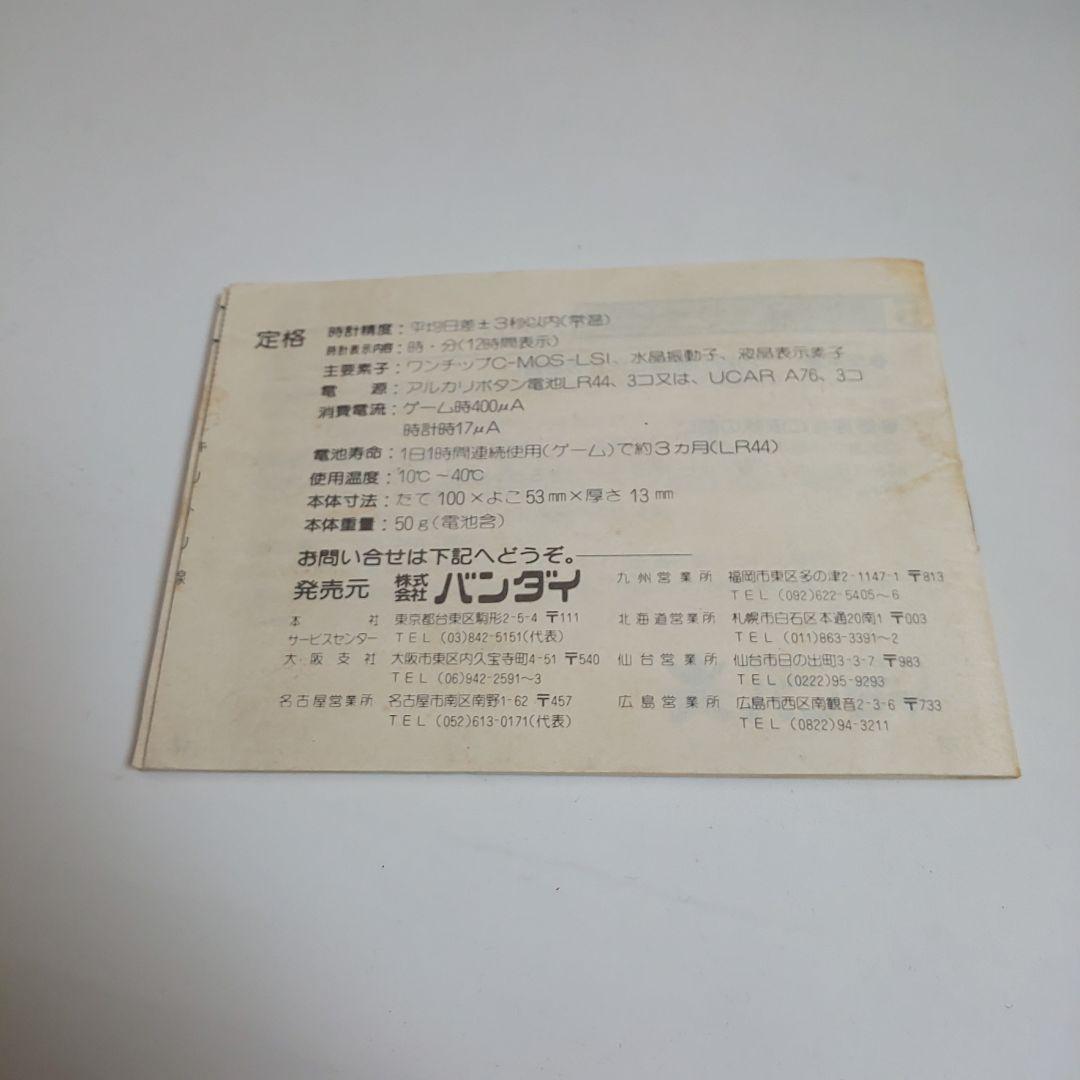 定格
時計精度：平均日差±3秒以内(常温)
時計表示内容：時・分(12時間表示)
主要素子：ワンチップC-MOS-LSI、水晶振動子、液晶表示素子
電　源：アルカリボタン電池LR44、3コ又は、UCAR A76、3コ
消費電流：ゲーム時400μA
時計時17μA
電池寿命：1日1時間連続使用(ゲーム)で約3カ月(LR44)
使用温度：10℃～40℃
本体寸法：たて100×よこ53㎜×厚さ13㎜
本体重量：50g(電池含)
お問い合せは下記へどうぞ。
発売元 株式会社 バンダイ
本社 東京都台東区駒形2-5-4 〒111
サービスセンター TEL (03)842-5151(代表)
大阪支社 大阪市東区内久宝寺町4-51 〒540
TEL (06)942-2591～3
名古屋営業所 名古屋市南区南野1-62 〒457
TEL (052)613-0171(代表)
九州営業所 福岡市東区多の津2-1147-1 〒813
TEL (092)622-5405～6
北海道営業所 札幌市白石区本通20南1 〒003
TEL (011)863-3391～2
仙台営業所 仙台市日の出町3-3-7 〒983
TEL (0222)95-9293
広島営業所 広島市西区南観音2-3-6 〒733
TEL (0822)94-3211